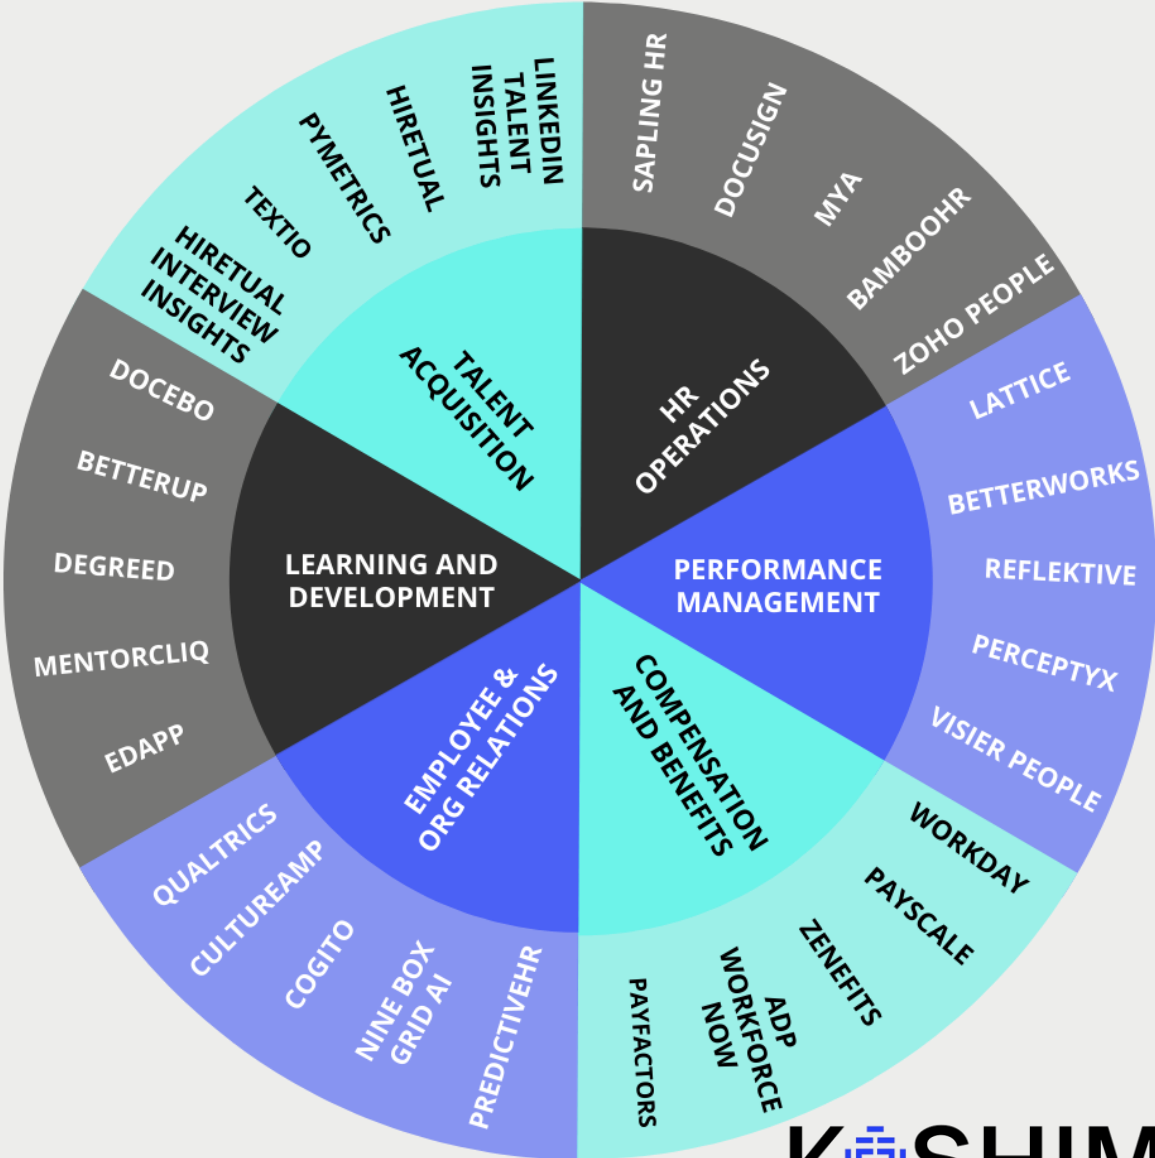 LINKEDIN
TALENT
INSIGHTS
HIRETUAL
PYMETRICS
TEXTIO
HIRETUAL
INTERVIEW
INSIGHTS
TALENT
ACQUISITION
SAPLING HR
DOCUSIGN
MYA
BAMBOOHR
ZOHO PEOPLE
HR
OPERATIONS
LATTICE
BETTERWORKS
REFLEKTIVE
PERCEPTYX
VISIER PEOPLE
PERFORMANCE
MANAGEMENT
WORKDAY
PAYSCALE
ZENEFITS
ADP
WORKFORCE
NOW
PAYFACTORS
COMPENSATION
AND BENEFITS
PREDICTIVEHR
NINE BOX
GRID AI
COGITO
CULTUREAMP
QUALTRICS
EMPLOYEE &
ORG RELATIONS
DOCEBO
BETTERUP
DEGREED
MENTORCLIQ
EDAPP
LEARNING AND
DEVELOPMENT